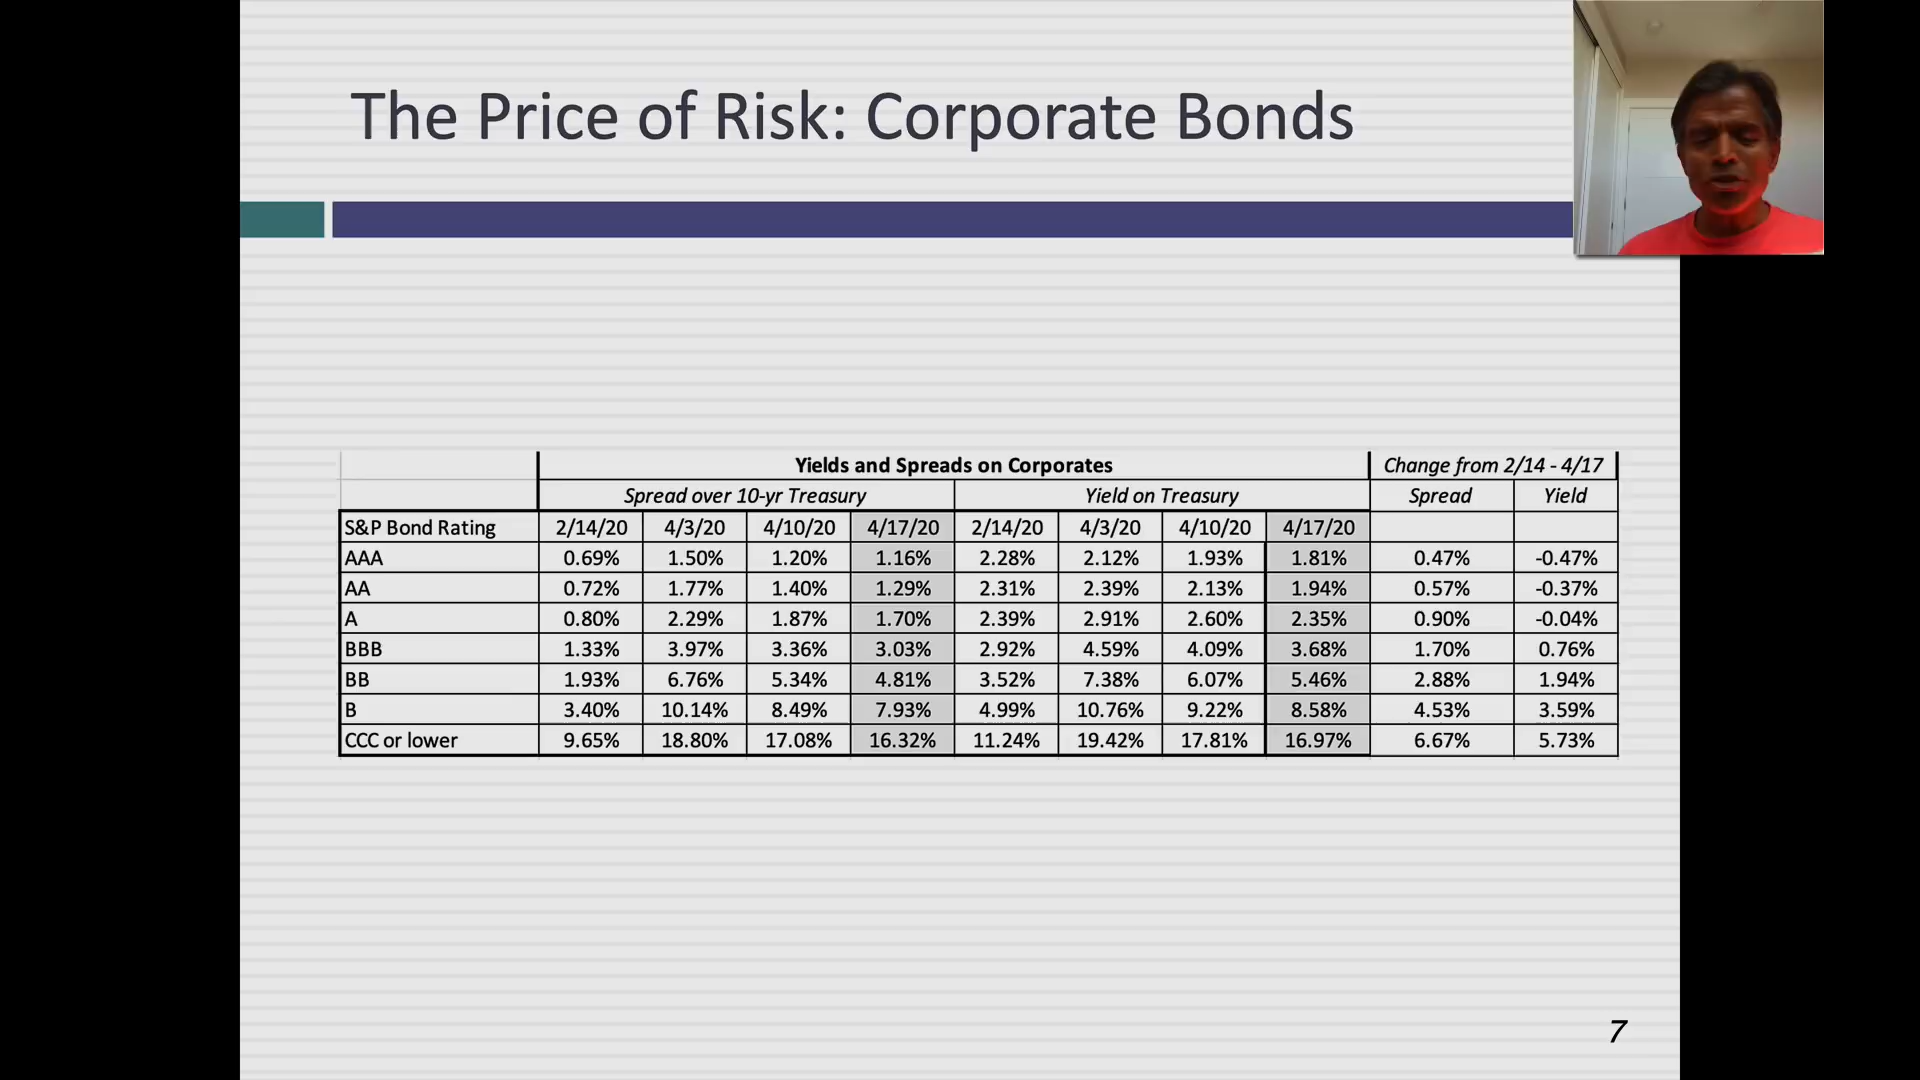 The Price of Risk: Corporate Bonds
Yields and Spreads on Corporates Change from 2/14 - 4/17
Spread over 10-yr Treasury Yield on Treasury Spread Yield
S&P Bond Rating 2/14/20 4/3/20 4/10/20 4/17/20 2/14/20 4/3/20 4/10/20 4/17/20
AAA 0.69% 1.50% 1.20% 1.16% 2.28% 2.12% 1.93% 1.81% 0.47% -0.47%
AA 0.72% 1.77% 1.40% 1.29% 2.31% 2.39% 2.13% 1.94% 0.57% -0.37%
A 0.80% 2.29% 1.87% 1.70% 2.39% 2.91% 2.60% 2.35% 0.90% -0.04%
BBB 1.33% 3.97% 3.36% 3.03% 2.92% 4.59% 4.09% 3.68% 1.70% 0.76%
BB 1.93% 6.76% 5.34% 4.81% 3.52% 7.38% 6.07% 5.46% 2.88% 1.94%
B 3.40% 10.14% 8.49% 7.93% 4.99% 10.76% 9.22% 8.58% 4.53% 3.59%
CCC or lower 9.65% 18.80% 17.08% 16.32% 11.24% 19.42% 17.81% 16.97% 6.67% 5.73%
7